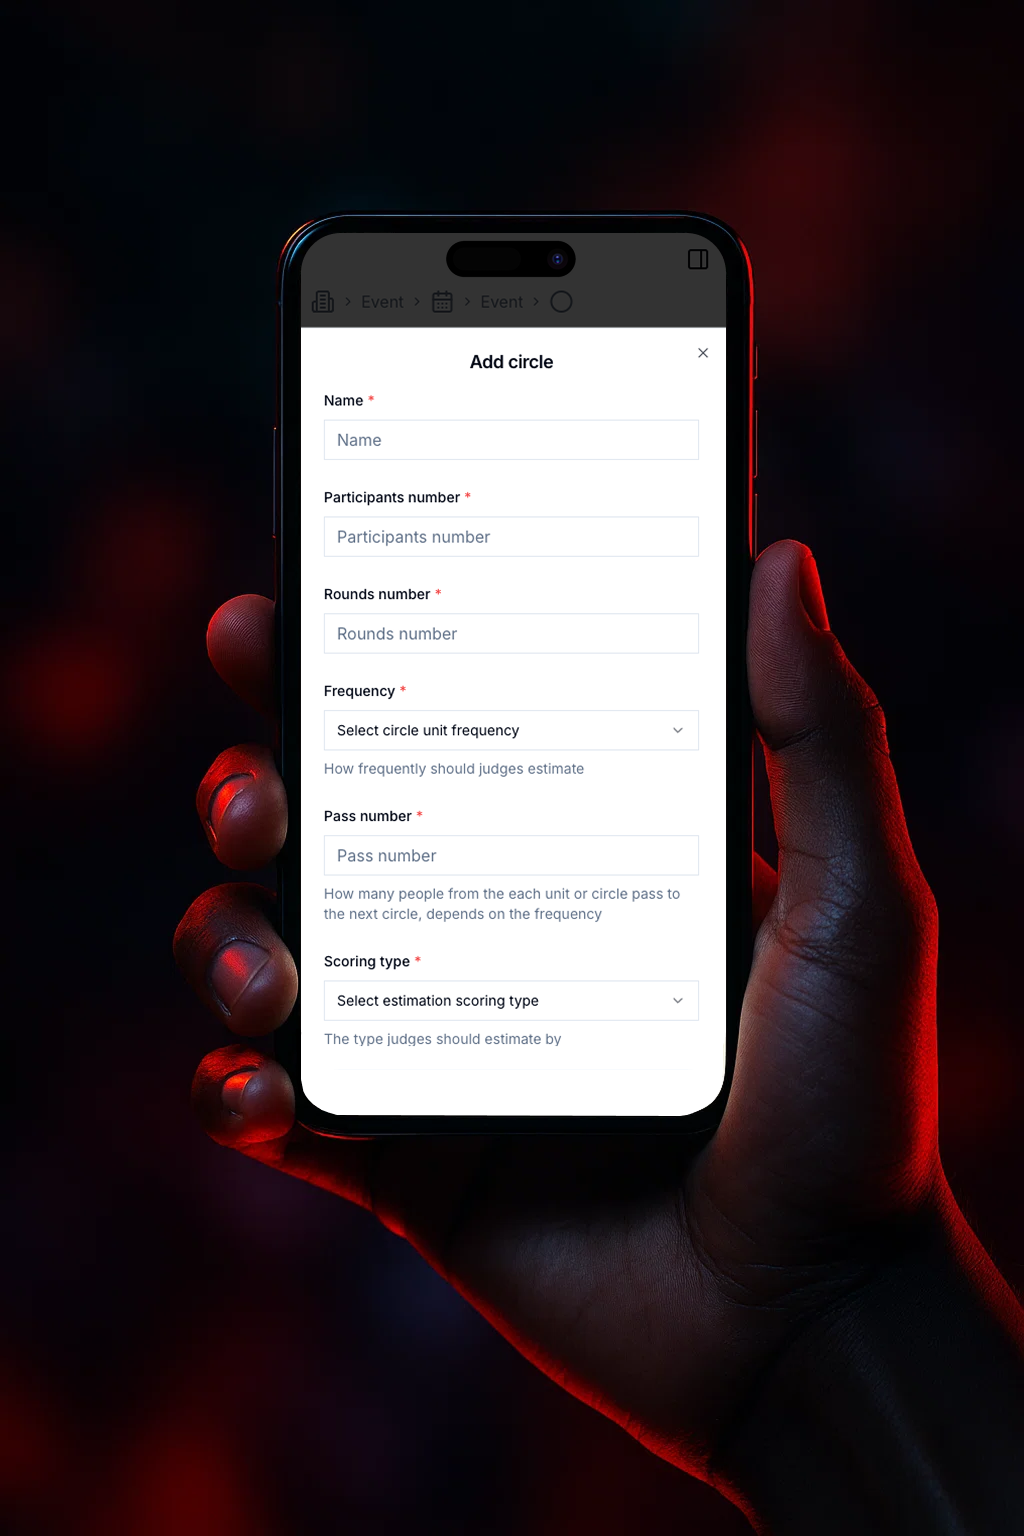 Event Event
Add circle
Name *
Name
Participants number *
Participants number
Rounds number *
Rounds number
Frequency *
Select circle unit frequency
How frequently should judges estimate
Pass number *
Pass number
How many people from the each unit or circle pass to
the next circle, depends on the frequency
Scoring type *
Select estimation scoring type
The type judges should estimate by